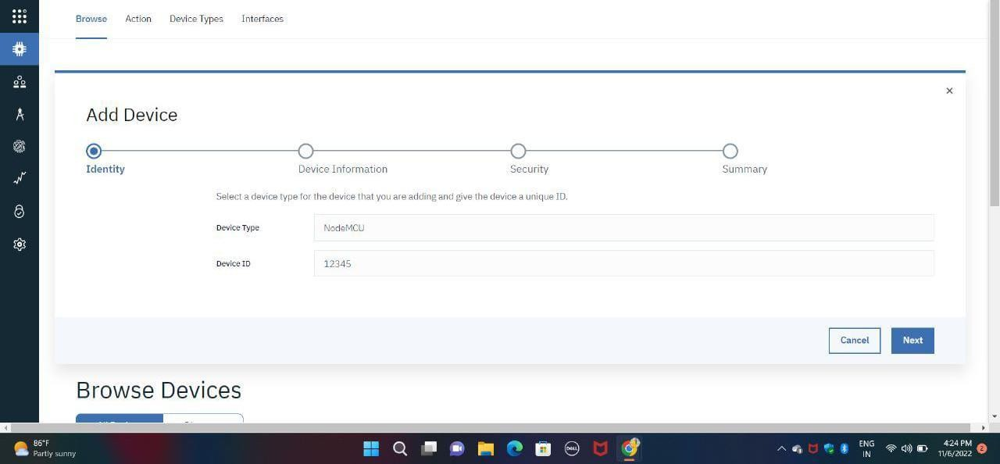 Browse Action Device Types Interfaces
Add Device
Identity Device Information Security Summary
Select a device type for the device that you are adding and give the device a unique ID.
Device Type NodeMCU
Device ID 12345
Cancel Next
Browse Devices
86°F
Partly sunny
DELL
ENG
IN
4:24 PM
11/6/2022
2